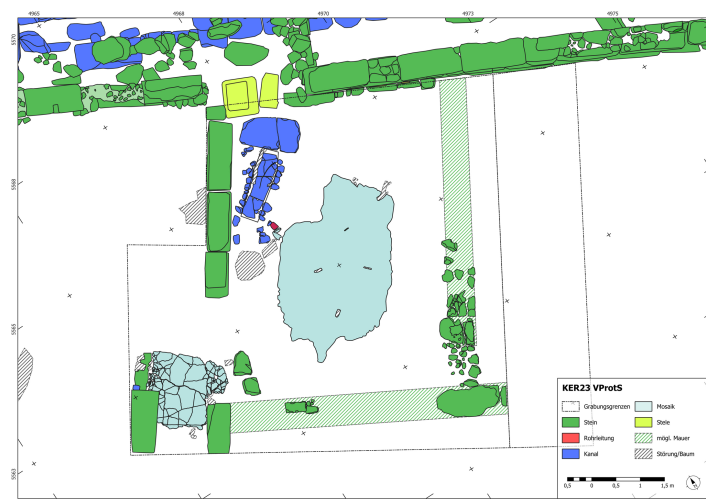 4965 4968 4970 4973 4975
5570
5568
5565
5563
KER23 VProtS
Grabungsgrenzen Mosaik
Stein Stele
Rohrleitung mögl. Mauer
Kanal Störung/Baum
0,5 0 0,5 1 1,5 m